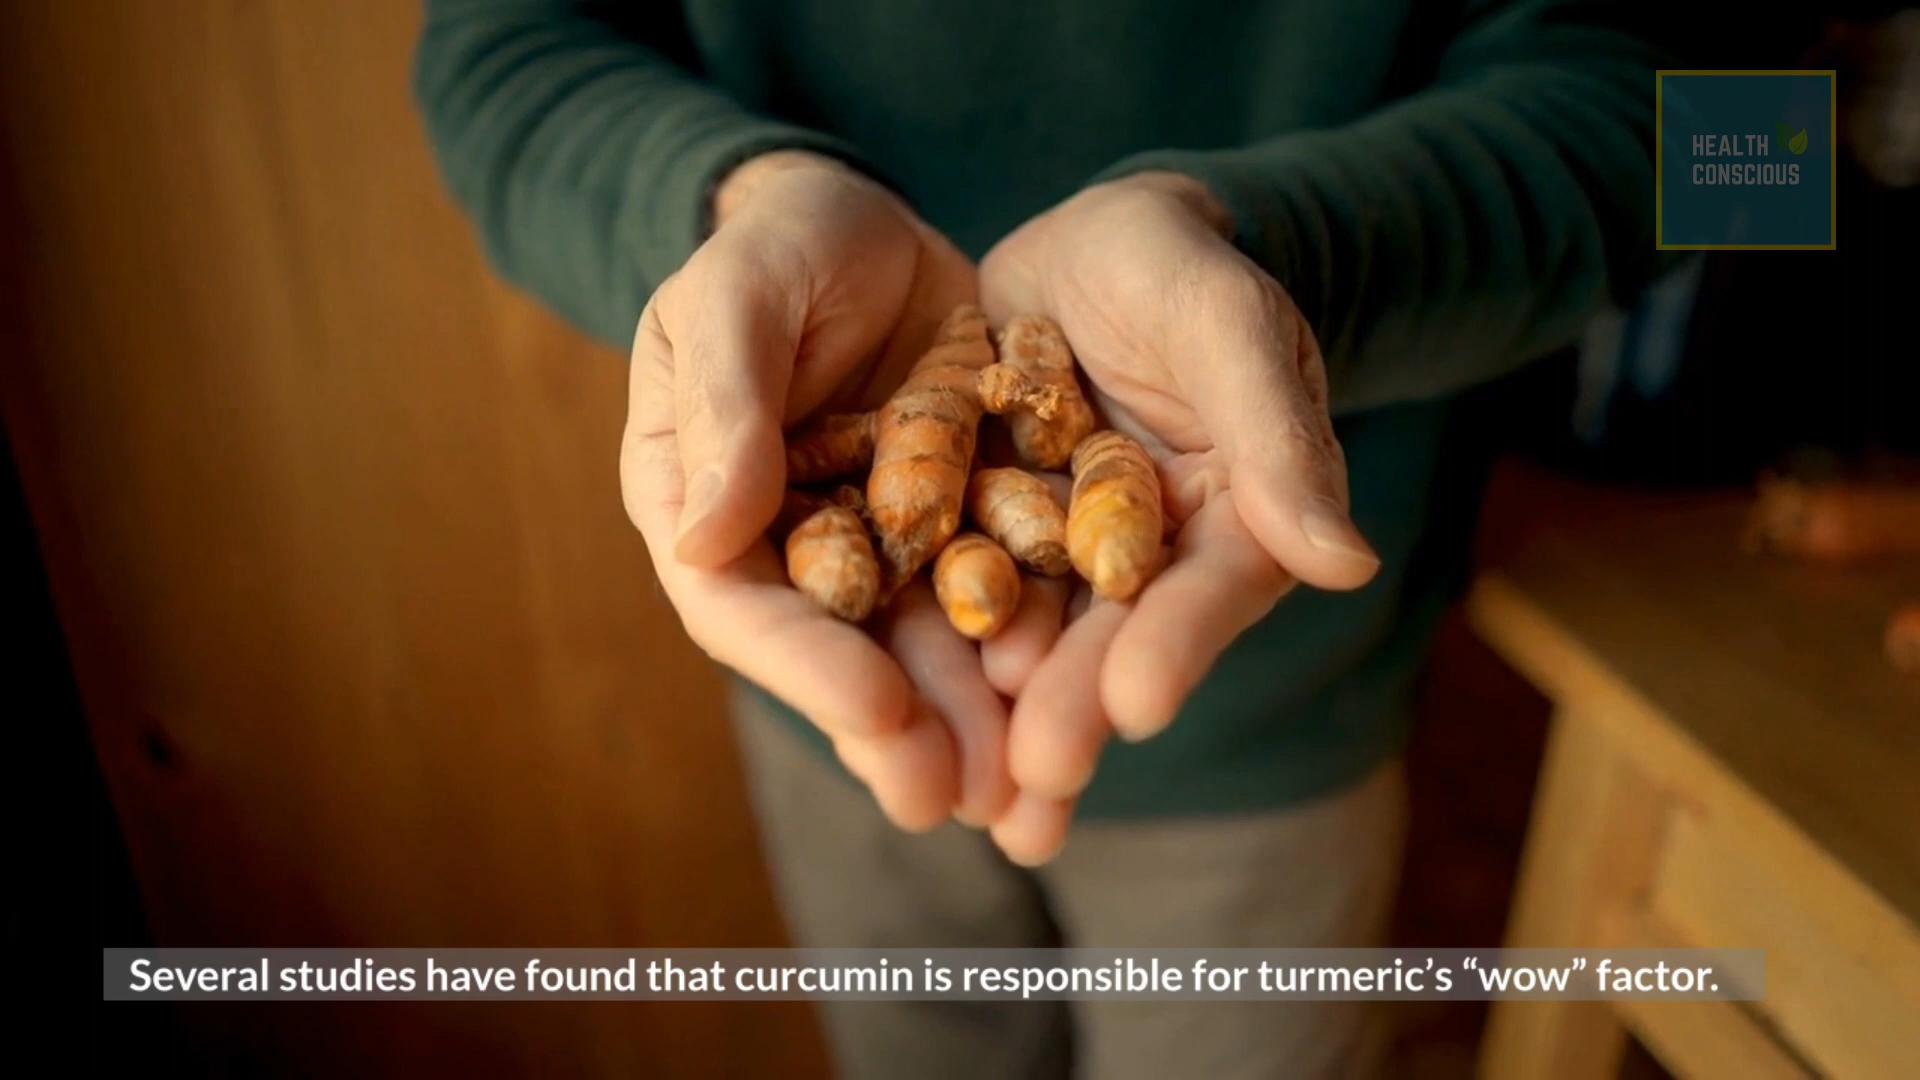 HEALTH
CONSCIOUS
Several studies have found that curcumin is responsible for turmeric’s “wow” factor.